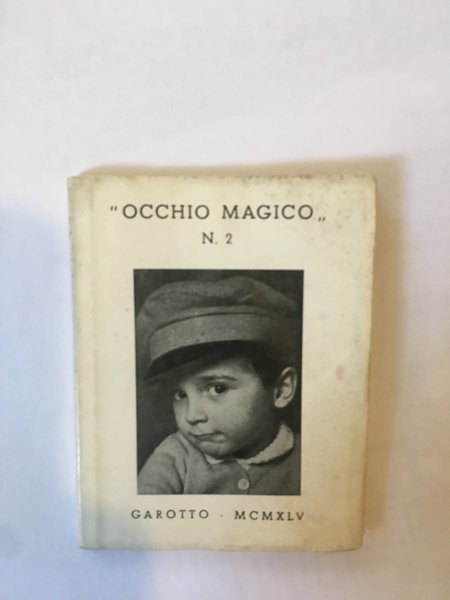 "OCCHIO MAGICO„
N. 2
GAROTTO - MCMXLV